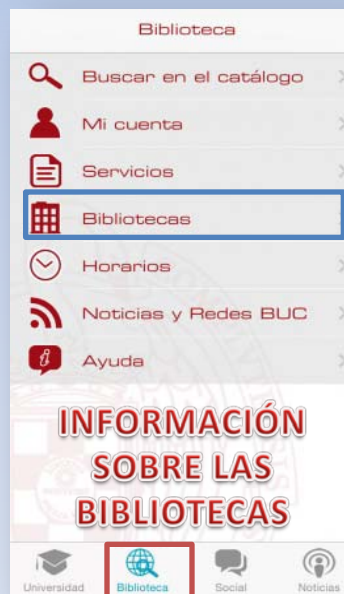 Biblioteca
Buscar en el catálogo
Mi cuenta
Servicios
Bibliotecas
Horarios
Noticias y Redes BUC
Ayuda
INFORMACIÓN
SOBRE LAS
BIBLIOTECAS
Universidad Biblioteca Social Noticias